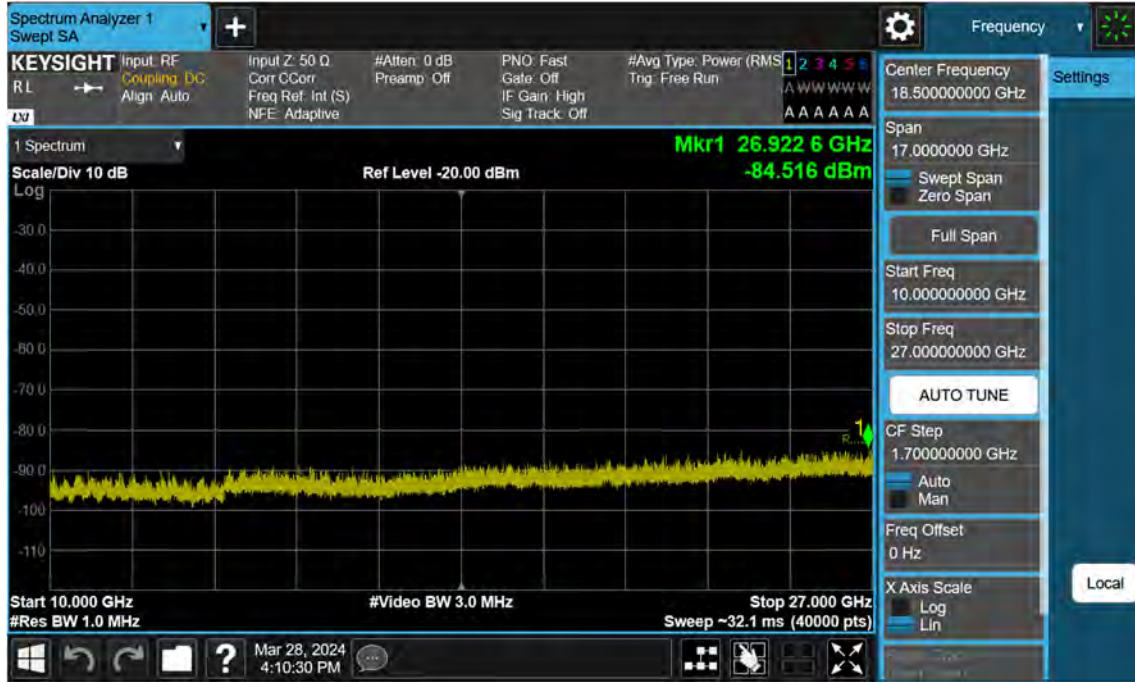 Spectrum Analyzer 1
Swept SA
Frequency
KEYSIGHT
R L
LXI
Input: RF
Coupling: DC
Align: Auto
Input Z: 50 Ω
Corr CCorr
Freq Ref: Int (S)
NFE: Adaptive
#Atten: 0 dB
Preamp: Off
PNO: Fast
Gate: Off
IF Gain: High
Sig Track: Off
#Avg Type: Power (RMS
Trig: Free Run
1 2 3 4 5 6
A W W W W W
A A A A A A
1 Spectrum
Scale/Div 10 dB
Ref Level -20.00 dBm
Mkr1 26.922 6 GHz
-84.516 dBm
Log
-30.0
-40.0
-50.0
-60.0
-70.0
-80.0
-90.0
-100
-110
1
R....
Start 10.000 GHz
#Res BW 1.0 MHz
#Video BW 3.0 MHz
Stop 27.000 GHz
Sweep ~32.1 ms (40000 pts)
Center Frequency
18.500000000 GHz
Span
17.0000000 GHz
Swept Span
Zero Span
Full Span
Start Freq
10.000000000 GHz
Stop Freq
27.000000000 GHz
AUTO TUNE
CF Step
1.700000000 GHz
Auto
Man
Freq Offset
0 Hz
X Axis Scale
Log
Lin
Settings
Local
?
Mar 28, 2024
4:10:30 PM